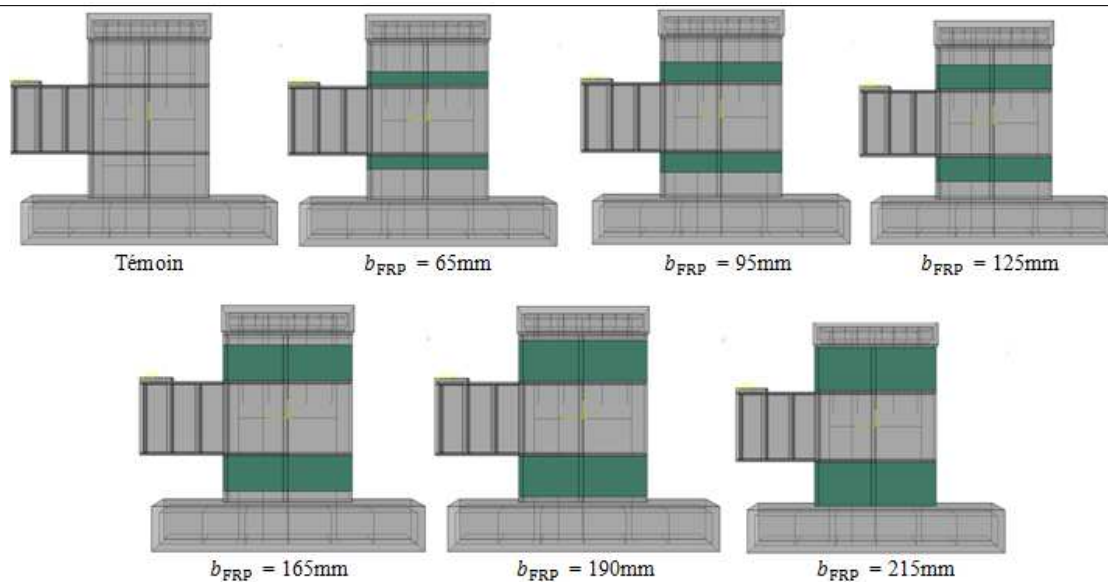 Témoin
b_FRP = 65mm
b_FRP = 95mm
b_FRP = 125mm
b_FRP = 165mm
b_FRP = 190mm
b_FRP = 215mm